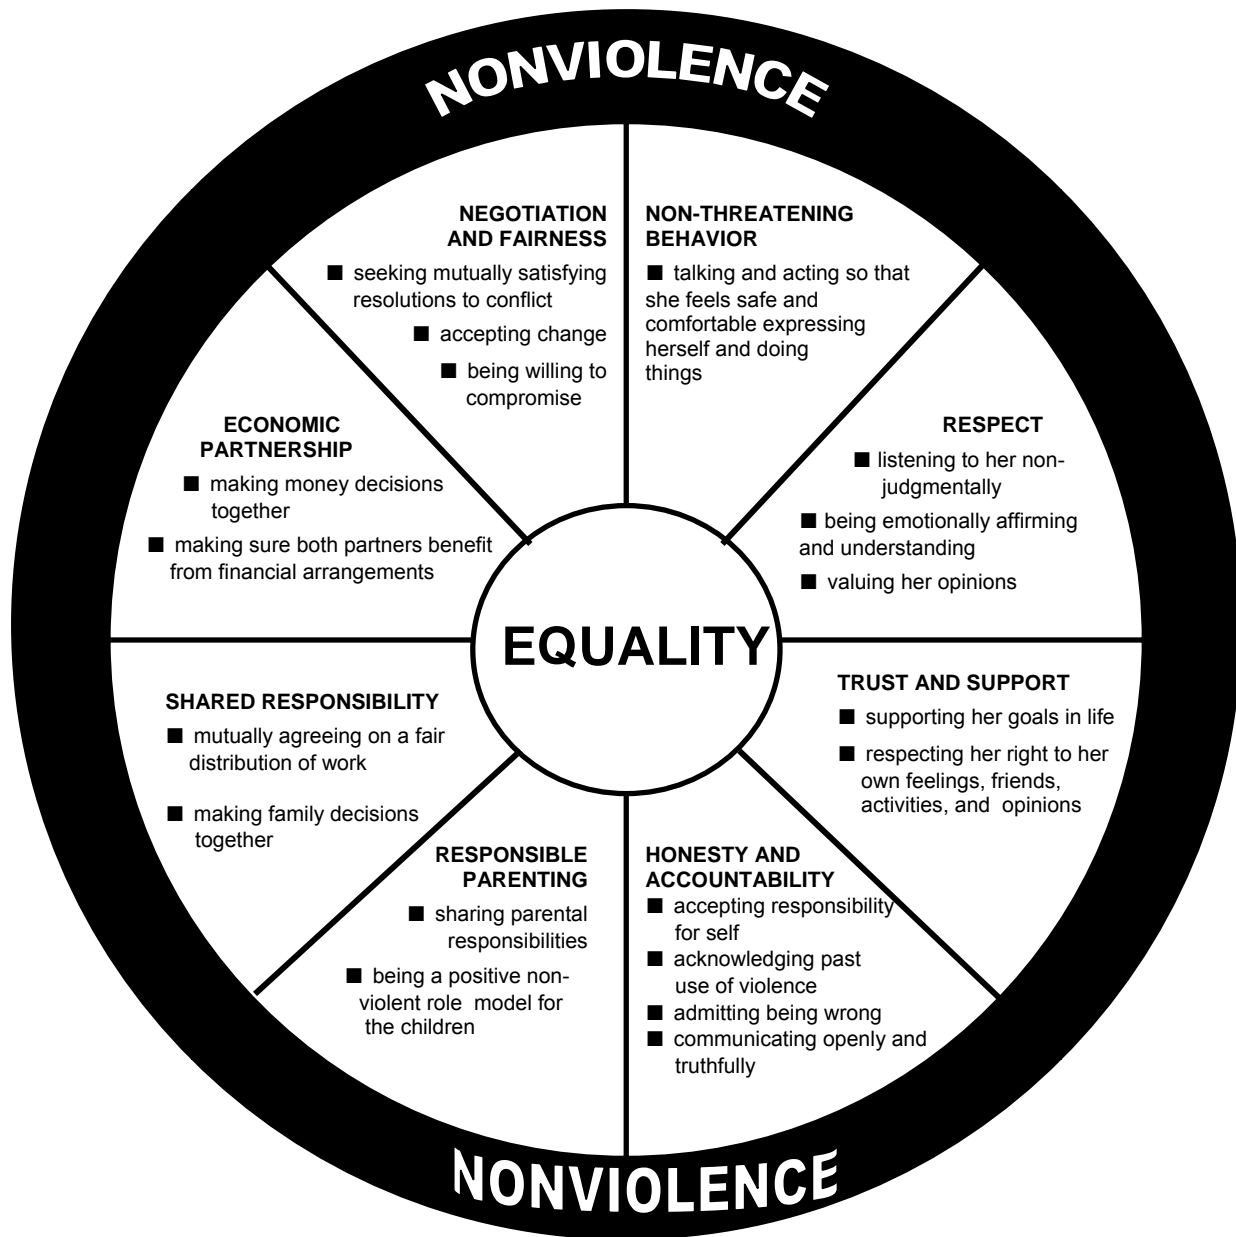 NONVIOLENCE
NEGOTIATION
AND FAIRNESS
■ seeking mutually satisfying
resolutions to conflict
■ accepting change
■ being willing to
compromise
NON-THREATENING
BEHAVIOR
■ talking and acting so that
she feels safe and
comfortable expressing
herself and doing
things
RESPECT
■ listening to her non-
judgmentally
■ being emotionally affirming
and understanding
■ valuing her opinions
TRUST AND SUPPORT
■ supporting her goals in life
■ respecting her right to her
own feelings, friends,
activities, and opinions
HONESTY AND
ACCOUNTABILITY
■ accepting responsibility
for self
■ acknowledging past
use of violence
■ admitting being wrong
■ communicating openly and
truthfully
RESPONSIBLE
PARENTING
■ sharing parental
responsibilities
■ being a positive non-
violent role model for
the children
SHARED RESPONSIBILITY
■ mutually agreeing on a fair
distribution of work
■ making family decisions
together
ECONOMIC
PARTNERSHIP
■ making money decisions
together
■ making sure both partners benefit
from financial arrangements
EQUALITY
NONVIOLENCE